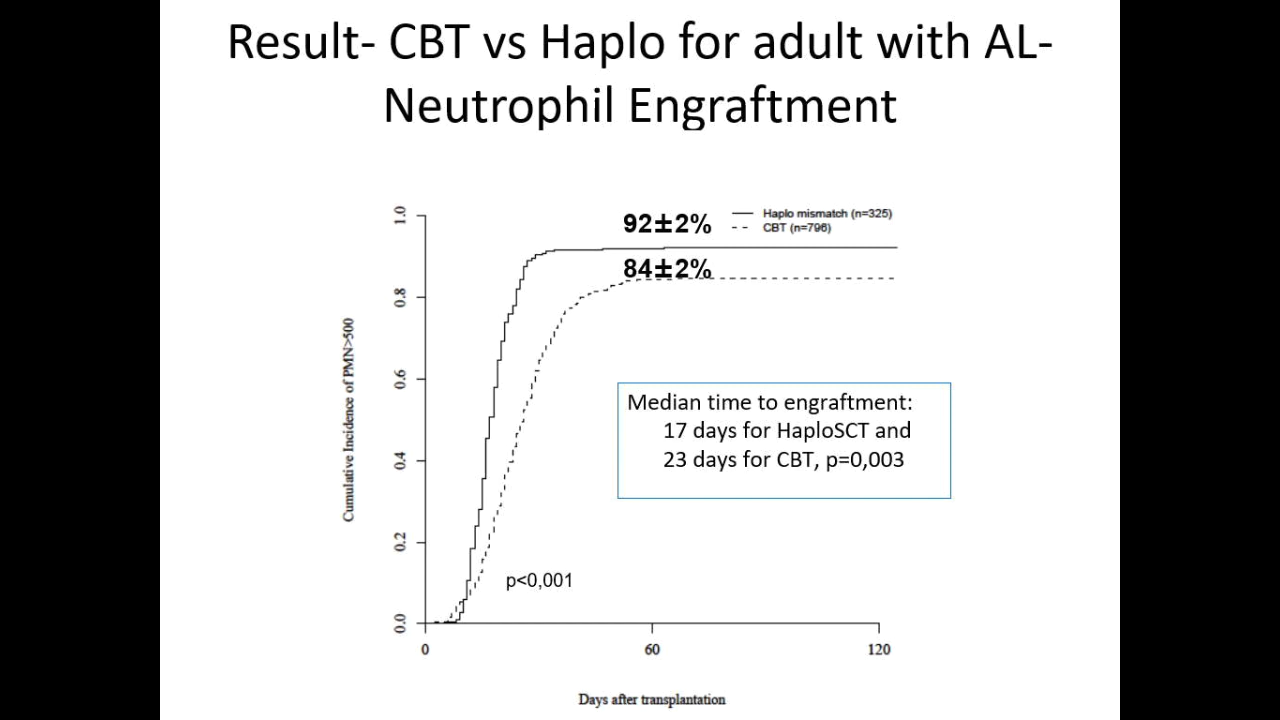 Result- CBT vs Haplo for adult with AL-
Neutrophil Engraftment
92±2%
Haplo mismatch (n=325)
CBT (n=796)
84±2%
1.0
0.8
0.6
0.4
0.2
0.0
Cumulative Incidence of PMN>500
Median time to engraftment:
17 days for HaploSCT and
23 days for CBT, p=0,003
p<0,001
0
60
120
Days after transplantation